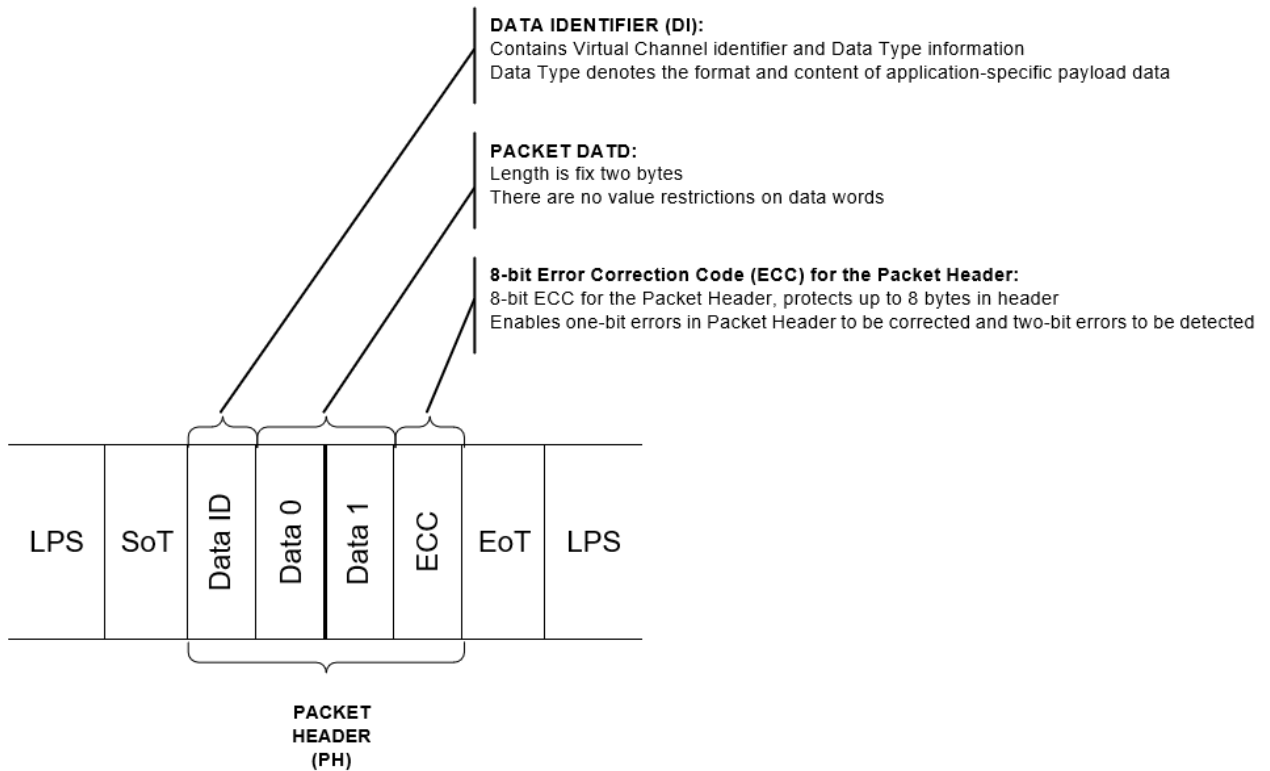 DATA IDENTIFIER (DI):
Contains Virtual Channel identifier and Data Type information
Data Type denotes the format and content of application-specific payload data
PACKET DATD:
Length is fix two bytes
There are no value restrictions on data words
8-bit Error Correction Code (ECC) for the Packet Header:
8-bit ECC for the Packet Header, protects up to 8 bytes in header
Enables one-bit errors in Packet Header to be corrected and two-bit errors to be detected
LPS
SoT
Data ID
Data 0
Data 1
ECC
EoT
LPS
PACKET
HEADER
(PH)